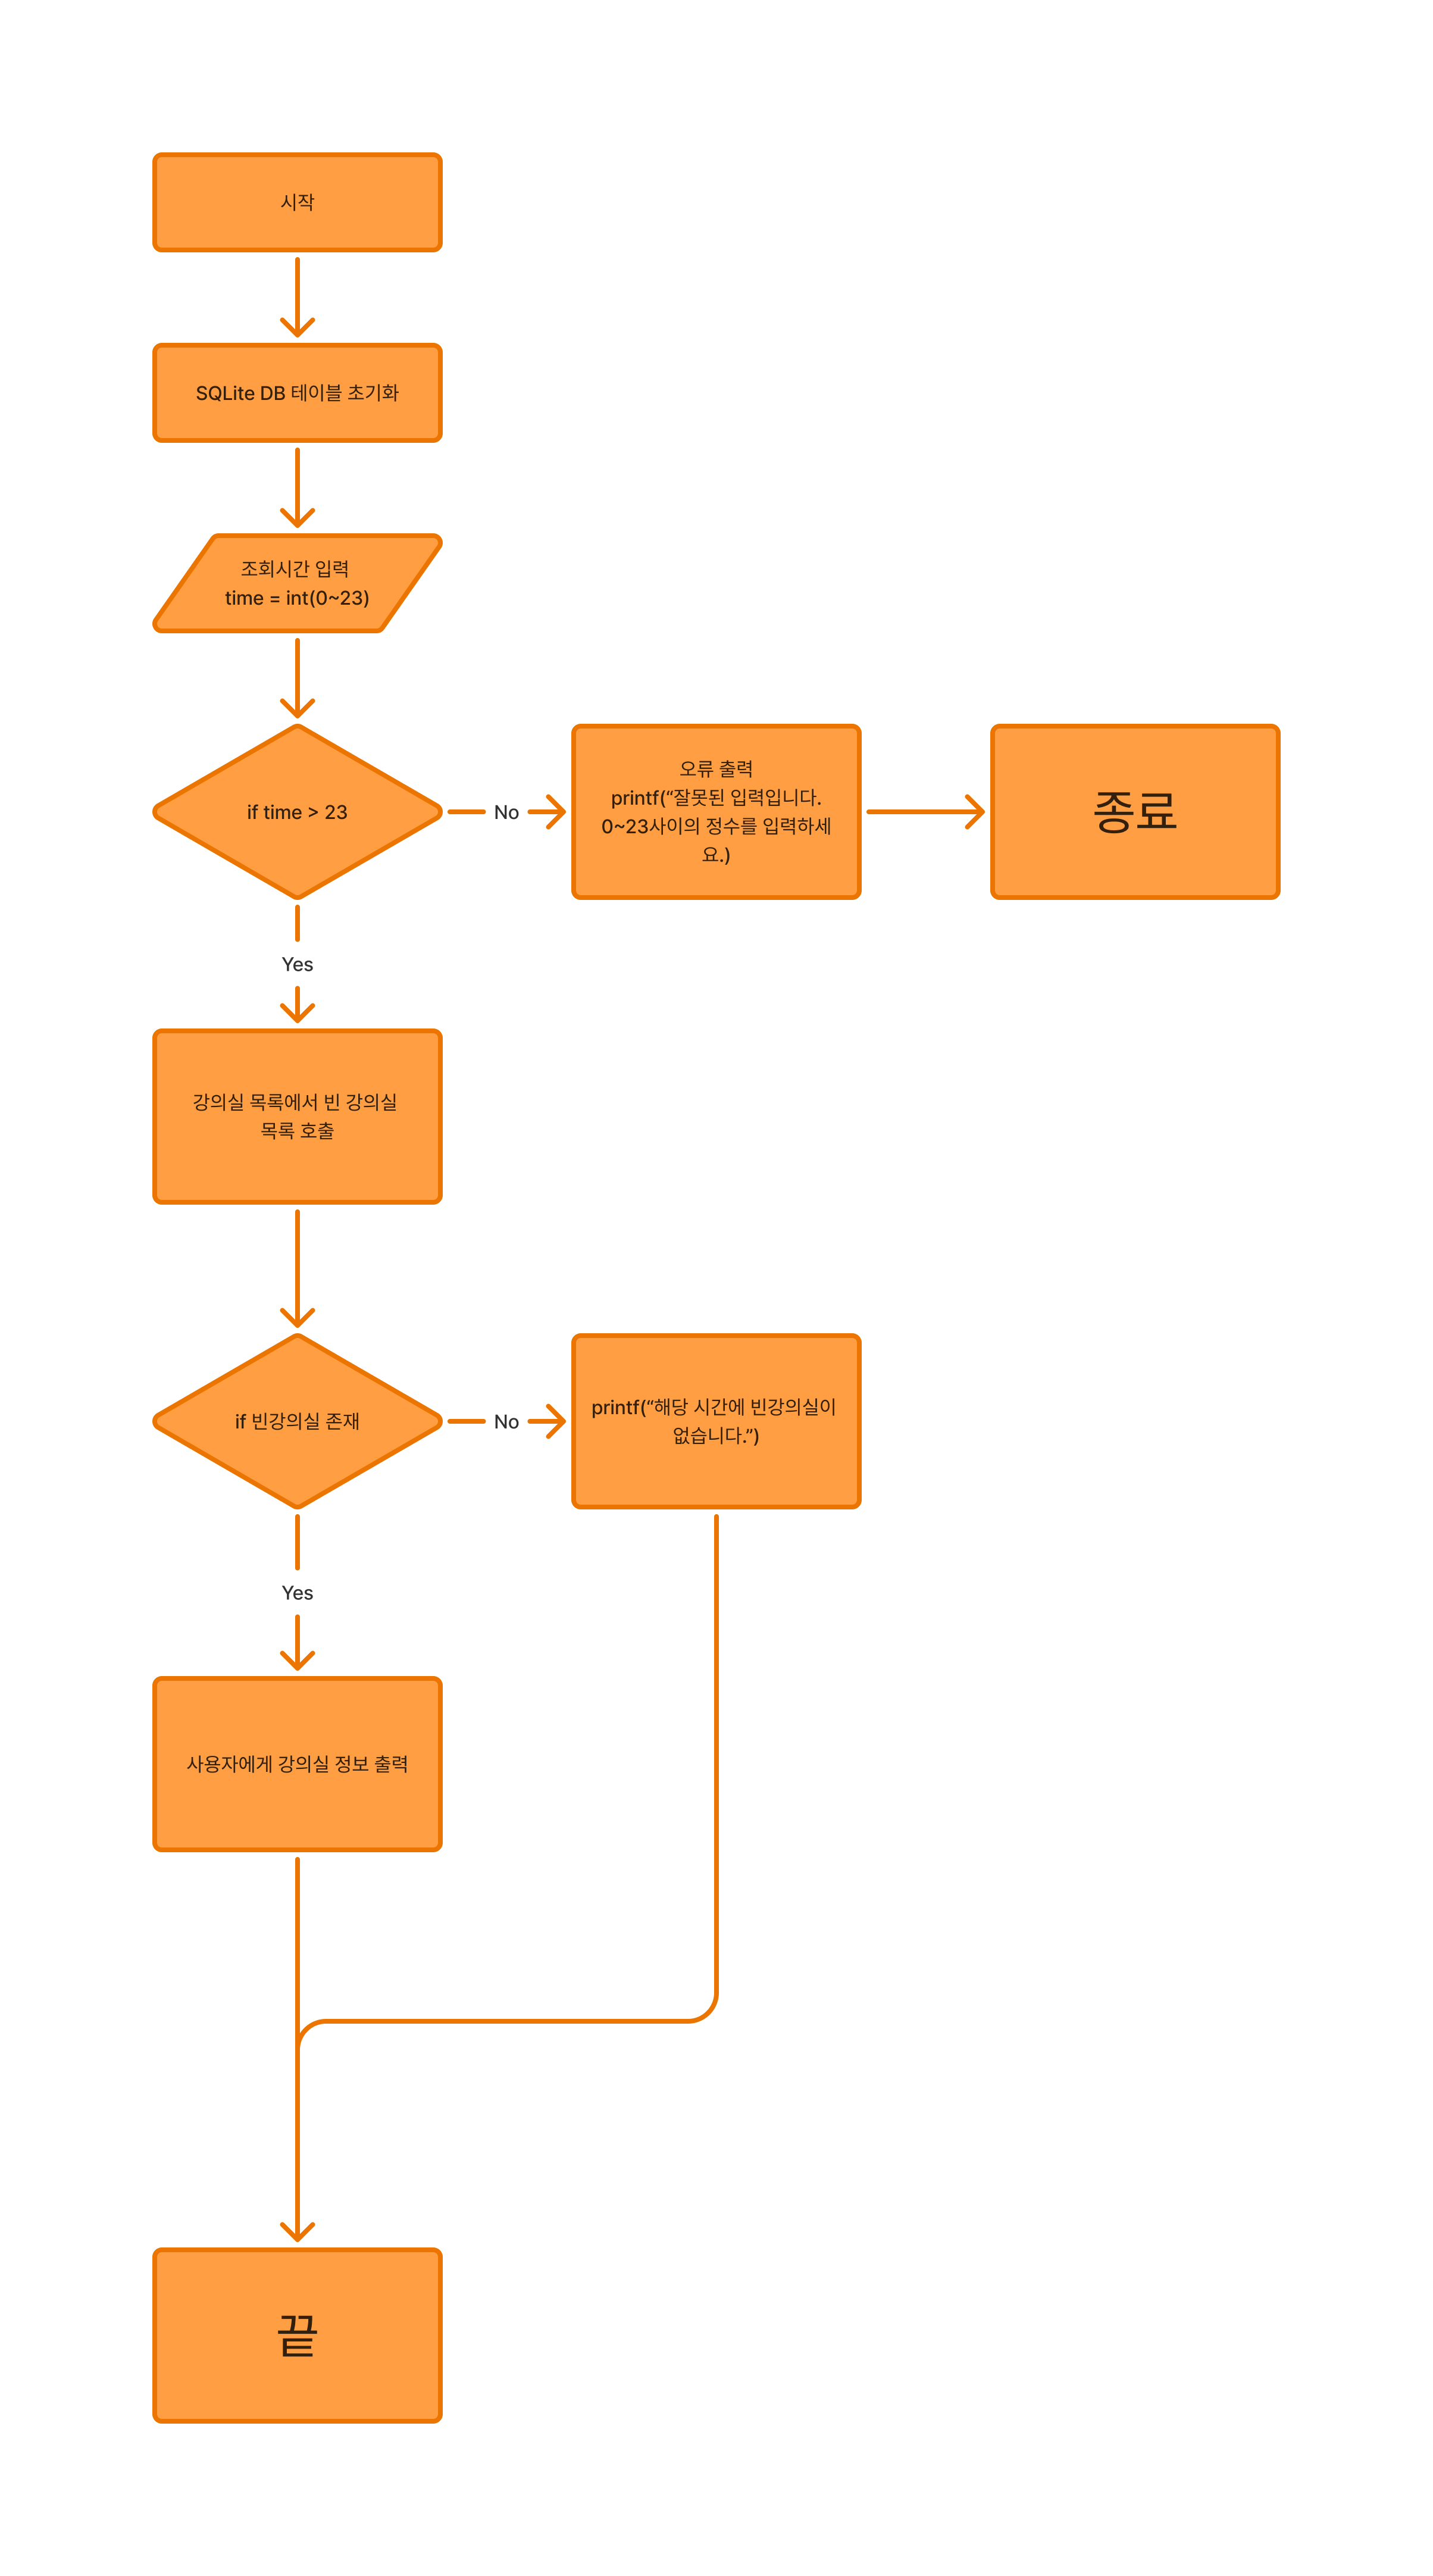 시작
SQLite DB 테이블 초기화
조회시간 입력
time = int(0~23)
if time > 23
No
오류 출력
printf(“잘못된 입력입니다.
0~23사이의 정수를 입력하세
요.)
종료
Yes
강의실 목록에서 빈 강의실
목록 호출
if 빈강의실 존재
No
printf(“해당 시간에 빈강의실이
없습니다.”)
Yes
사용자에게 강의실 정보 출력
끝